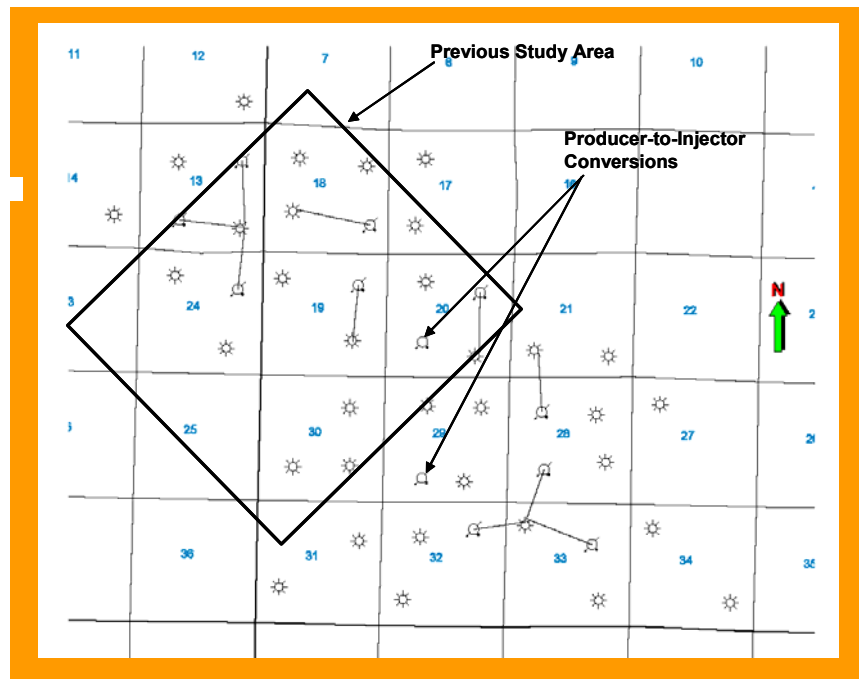 11 12 7 8 9 10
Previous Study Area
Producer-to-Injector
Conversions
14 13 18 17 16
24 19 20 21 22
N
25 30 29 28 27
36 31 32 33 34 35